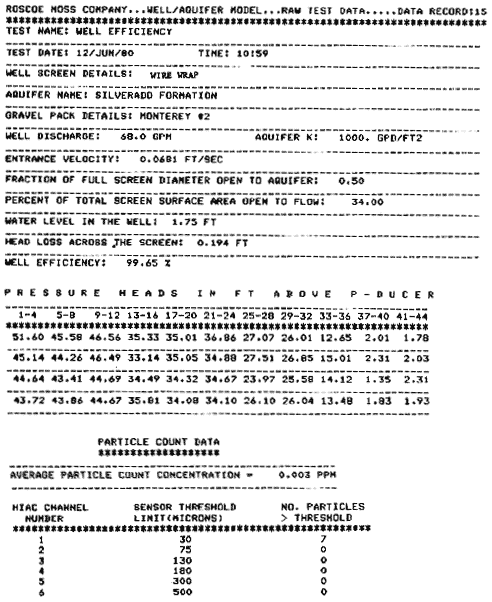 ROSCOE MOSS COMPANY...WELL/AQUIFER MODEL...RAW TEST DATA.....DATA RECORD:15
TEST NAME: WELL EFFICIENCY
TEST DATE: 12/JUN/80 TIME: 10:59
WELL SCREEN DETAILS: WIRE WRAP
AQUIFER NAME: SILVERADO FORMATION
GRAVEL PACK DETAILS: MONTEREY #2
WELL DISCHARGE: 68.0 GPM AQUIFER K: 1000. GPD/FT2
ENTRANCE VELOCITY: 0.0681 FT/SEC
FRACTION OF FULL SCREEN DIAMETER OPEN TO AQUIFER: 0.50
PERCENT OF TOTAL SCREEN SURFACE AREA OPEN TO FLOW: 34.00
WATER LEVEL IN THE WELL: 1.75 FT
HEAD LOSS ACROSS THE SCREEN: 0.194 FT
WELL EFFICIENCY: 99.65 %
PRESSURE HEADS IN FT ABOVE P-DUCER
1-4 5-8 9-12 13-16 17-20 21-24 25-28 29-32 33-36 37-40 41-44
51.60 45.58 46.56 35.33 35.01 36.86 27.07 26.01 12.65 2.01 1.78
45.14 44.26 46.49 33.14 35.05 34.88 27.51 26.85 15.01 2.31 2.03
44.64 43.41 44.69 34.49 34.32 34.67 23.97 25.58 14.12 1.35 2.31
43.72 43.86 44.67 35.81 34.08 34.10 26.10 26.04 13.48 1.83 1.93
PARTICLE COUNT DATA
AVERAGE PARTICLE COUNT CONCENTRATION = 0.003 PPM
HIAC CHANNEL SENSOR THRESHOLD NO. PARTICLES
NUMBER LIMIT(MICRONS) > THRESHOLD
1 30 7
2 75 0
3 130 0
4 180 0
5 300 0
6 500 0